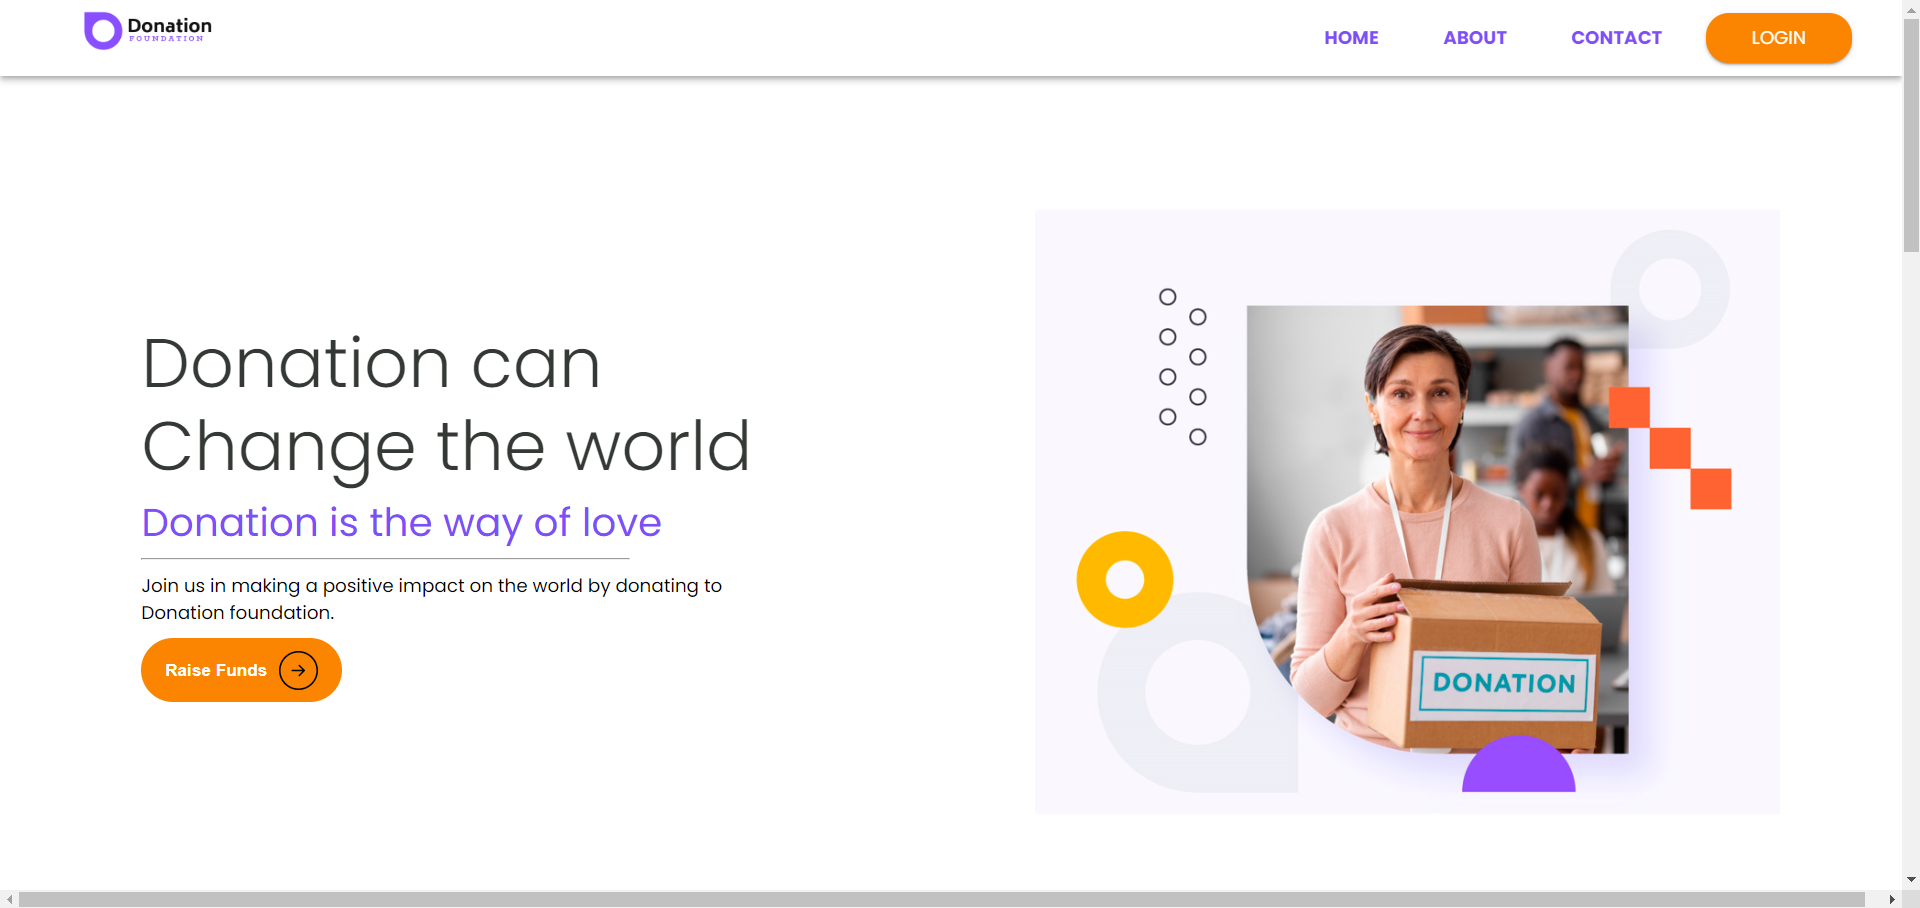 Donation
FOUNDATION
HOME
ABOUT
CONTACT
LOGIN
Donation can
Change the world
Donation is the way of love
Join us in making a positive impact on the world by donating to
Donation foundation.
Raise Funds
DONATION